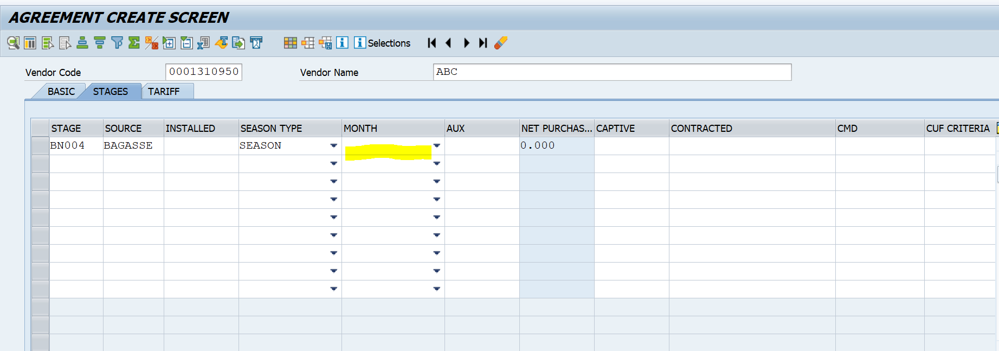 AGREEMENT CREATE SCREEN
Selections
Vendor Code 0001310950 Vendor Name ABC
BASIC STAGES TARIFF
STAGE SOURCE INSTALLED SEASON TYPE MONTH AUX NET PURCHAS... CAPTIVE CONTRACTED CMD CUF CRITERIA
BN004 BAGASSE SEASON 0.000